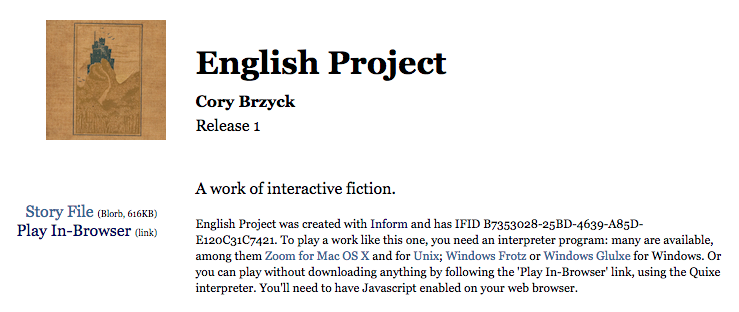 English Project
Cory Brzyck
Release 1
Story File (Blorb, 616KB)
Play In-Browser (link)
A work of interactive fiction.
English Project was created with Inform and has IFID B7353028-25BD-4639-A85D-
E120C31C7421. To play a work like this one, you need an interpreter program: many are available,
among them Zoom for Mac OS X and for Unix; Windows Frotz or Windows Glulxe for Windows. Or
you can play without downloading anything by following the 'Play In-Browser' link, using the Quixe
interpreter. You'll need to have Javascript enabled on your web browser.